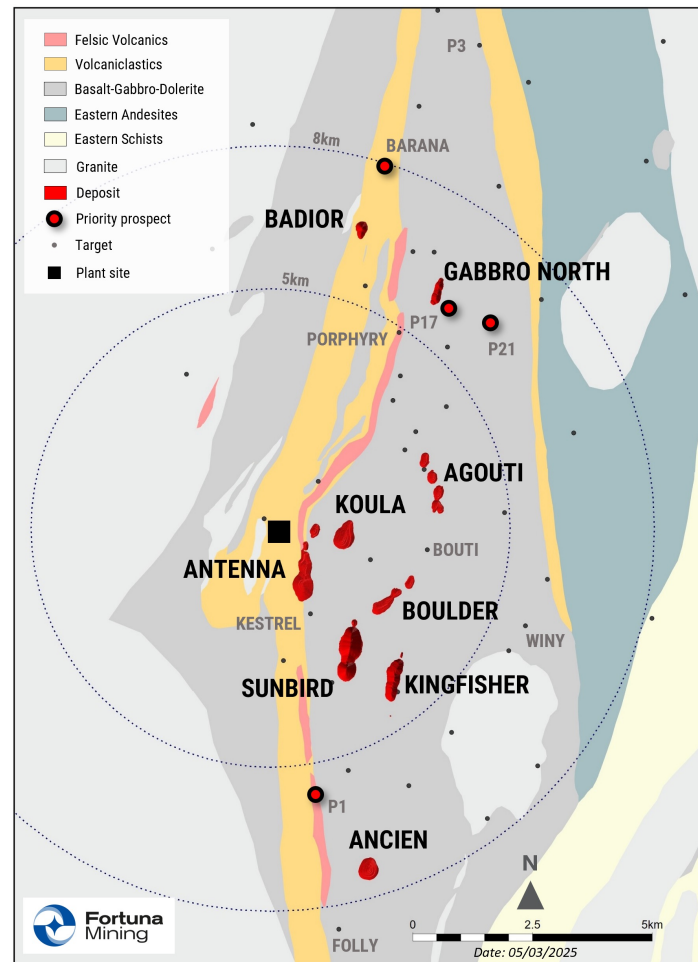 Felsic Volcanics
Volcaniclastics
Basalt-Gabbro-Dolerite
Eastern Andesites
Eastern Schists
Granite
Deposit
Priority prospect
Target
Plant site
P3
8km
BARANA
BADIOR
GABBRO NORTH
5km
P17
PORPHYRY
P21
AGOUTI
KOULA
BOUTI
ANTENNA
BOULDER
KESTREL
WINY
SUNBIRD
KINGFISHER
P1
ANCIEN
N
Fortuna
Mining
FOLLY
0 2.5 5km
Date: 05/03/2025